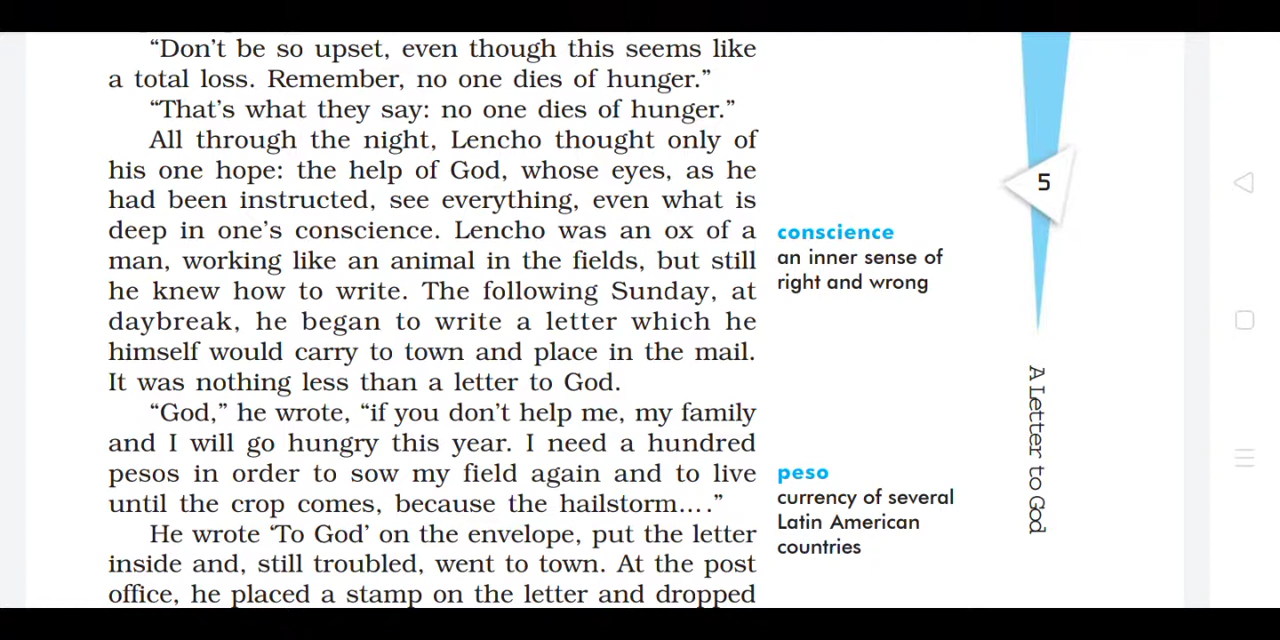 “Don’t be so upset, even though this seems like
a total loss. Remember, no one dies of hunger.”
“That’s what they say: no one dies of hunger.”
All through the night, Lencho thought only of
his one hope: the help of God, whose eyes, as he
had been instructed, see everything, even what is
deep in one’s conscience. Lencho was an ox of a
man, working like an animal in the fields, but still
he knew how to write. The following Sunday, at
daybreak, he began to write a letter which he
himself would carry to town and place in the mail.
It was nothing less than a letter to God.
“God,” he wrote, “if you don’t help me, my family
and I will go hungry this year. I need a hundred
pesos in order to sow my field again and to live
until the crop comes, because the hailstorm....”
He wrote ‘To God’ on the envelope, put the letter
inside and, still troubled, went to town. At the post
office, he placed a stamp on the letter and dropped
conscience
an inner sense of
right and wrong
peso
currency of several
Latin American
countries
5
A Letter to God